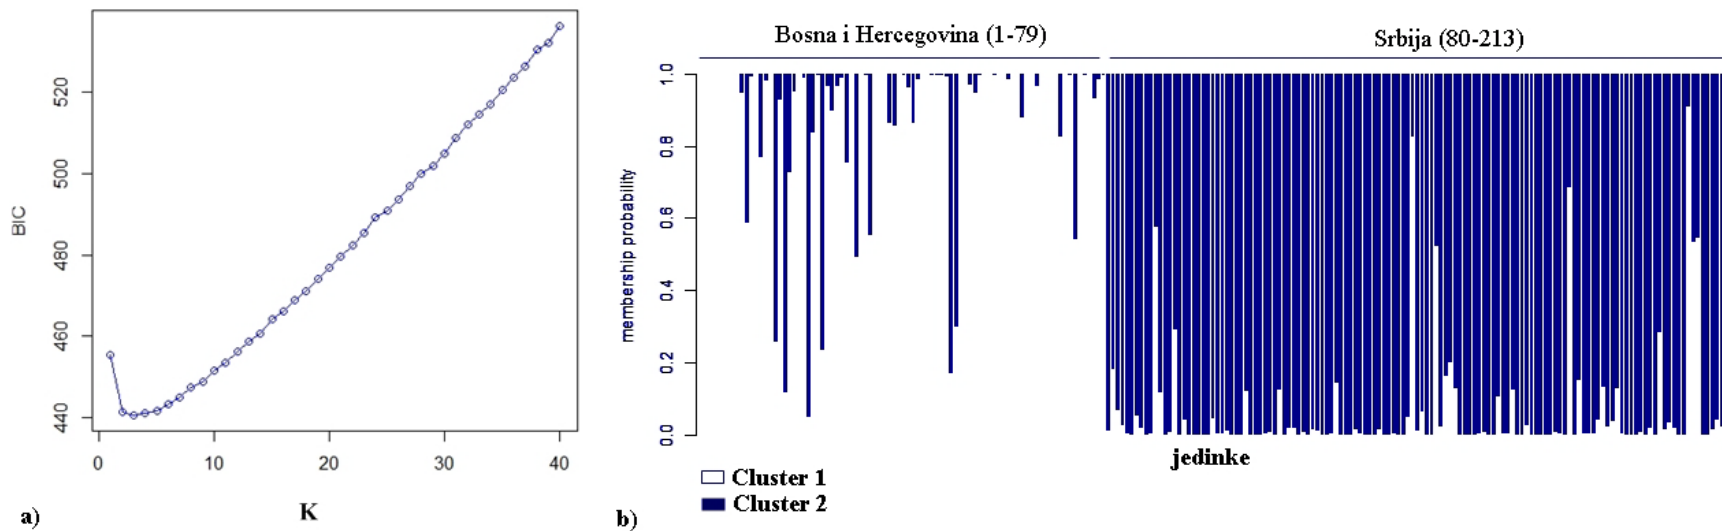 BIC
520
500
480
460
440
0 10 20 30 40
K
a)
Bosna i Hercegovina (1-79)
Srbija (80-213)
membership probability
1.0
0.8
0.6
0.4
0.2
0.0
jedinke
Cluster 1
Cluster 2
b)